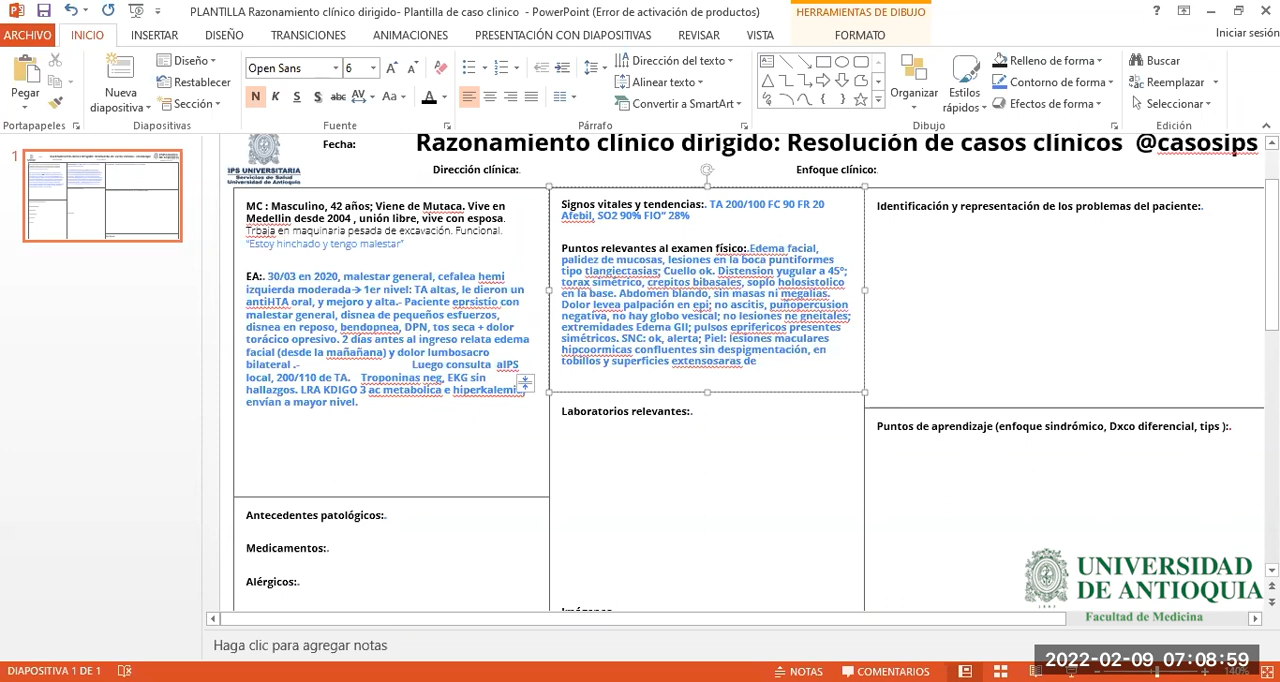 PLANTILLA Razonamiento clínico dirigido- Plantilla de caso clinico - PowerPoint (Error de activación de productos)
HERRAMIENTAS DE DIBUJO
ARCHIVO INICIO INSERTAR DISEÑO TRANSICIONES ANIMACIONES PRESENTACIÓN CON DIAPOSITIVAS REVISAR VISTA FORMATO
Iniciar sesión
Pegar
Nueva diapositiva
Diseño
Restablecer
Sección
Open Sans 6
N K S S abc AV Aa A
Dirección del texto
Alinear texto
Convertir a SmartArt
Organizar
Estilos rápidos
Relleno de forma
Contorno de forma
Efectos de forma
Buscar
Reemplazar
Seleccionar
Portapapeles Diapositivas Fuente Párrafo Dibujo Edición
1
IPS UNIVERSITARIA
Servicios de Salud
Universidad de Antioquia
Fecha:
Razonamiento clínico dirigido: Resolución de casos clínicos @casosips
Dirección clínica:.
Enfoque clínico:.
MC : Masculino, 42 años; Viene de Mutaca. Vive en
Medellin desde 2004 , unión libre, vive con esposa.
Trbaja en maquinaria pesada de excavación. Funcional.
“Estoy hinchado y tengo malestar”
EA:. 30/03 en 2020, malestar general, cefalea hemi
izquierda moderada→ 1er nivel: TA altas, le dieron un
antiHTA oral, y mejoro y alta.- Paciente eprsistio con
malestar general, disnea de pequeños esfuerzos,
disnea en reposo, bendopnea, DPN, tos seca + dolor
torácico opresivo. 2 días antes al ingreso relata edema
facial (desde la mañañana) y dolor lumbosacro
bilateral .- Luego consulta aIPS
local, 200/110 de TA. Troponinas neg, EKG sin
hallazgos. LRA KDIGO 3 ac metabolica e hiperkalemi
envían a mayor nivel.
Antecedentes patológicos:.
Medicamentos:.
Alérgicos:.
Signos vitales y tendencias:. TA 200/100 FC 90 FR 20
Afebil, SO2 90% FIO" 28%
Puntos relevantes al examen físico:.Edema facial,
palidez de mucosas, lesiones en la boca puntiformes
tipo tlangiectasias; Cuello ok. Distension yugular a 45°;
torax simétrico, crepitos bibasales, soplo holosistolico
en la base. Abdomen blando, sin masas ni megalias.
Dolor levea palpación en epi; no ascitis, puñopercusion
negativa, no hay globo vesical; no lesiones ne gneitales;
extremidades Edema GII; pulsos eprifericos presentes
simétricos. SNC: ok, alerta; Piel: lesiones maculares
hipcoormicas confluentes sin despigmentación, en
tobillos y superficies extensosaras de
Laboratorios relevantes:.
Identificación y representación de los problemas del paciente:.
Puntos de aprendizaje (enfoque sindrómico, Dxco diferencial, tips ):.
UNIVERSIDAD
DE ANTIOQUIA
1803
Facultad de Medicina
Haga clic para agregar notas
DIAPOSITIVA 1 DE 1
NOTAS COMENTARIOS
2022-02-09 07:08:59